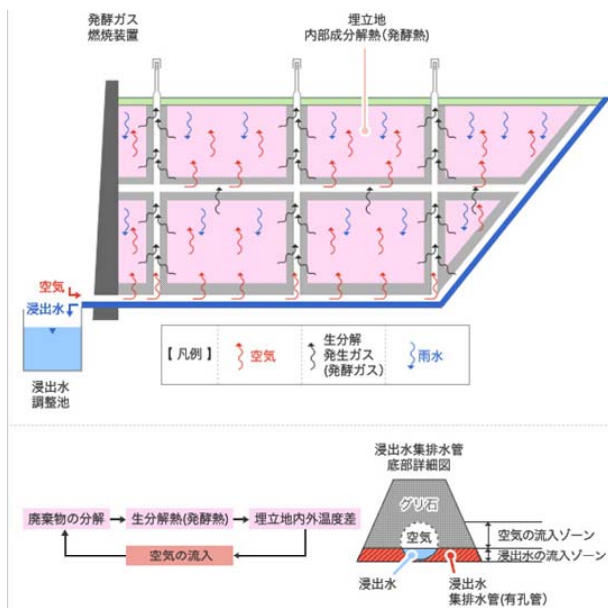 発酵ガス
燃焼装置
埋立地
内部成分解熱(発酵熱)
空気
浸出水
浸出水
調整池
【 凡例 】
空気
生分解
発生ガス
(発酵ガス)
雨水
浸出水集排水管
底部詳細図
グリ石
空気
空気の流入ゾーン
浸出水の流入ゾーン
浸出水
浸出水
集排水管(有孔管)
廃棄物の分解
生分解熱(発酵熱)
埋立地内外温度差
空気の流入